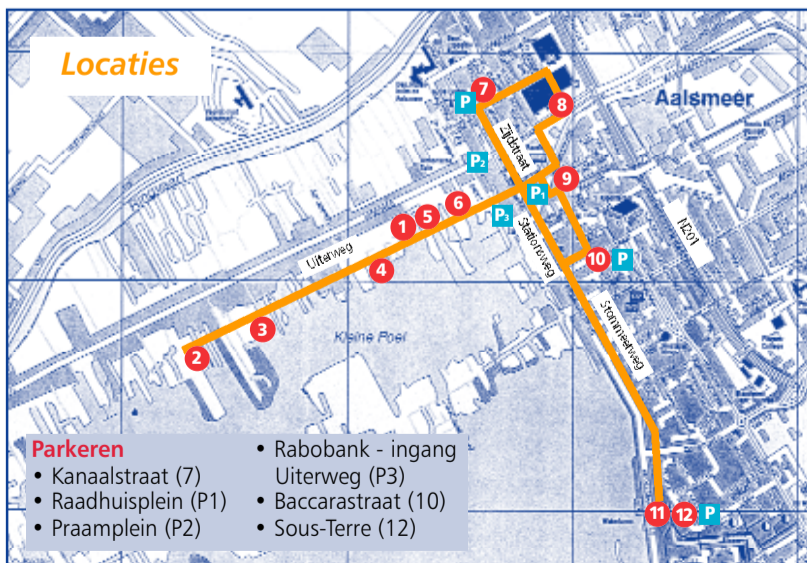 Locaties
Aalsmeer
7
P
8
Zijdstraat
P2
9
P1
6
5
1
P3
Stationsweg
N201
Uiterweg
4
10 P
3
Stommeerweg
Kleine Poel
2
Parkeren
• Kanaalstraat (7)
• Raadhuisplein (P1)
• Praamplein (P2)
• Rabobank - ingang
Uiterweg (P3)
• Baccarastraat (10)
• Sous-Terre (12)
11 12 P